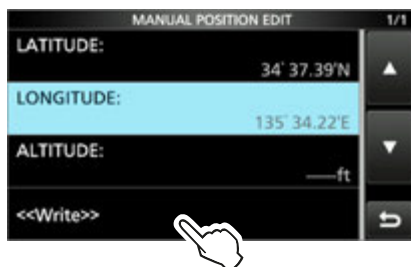 MANUAL POSITION EDIT 1/1
LATITUDE:
34° 37.39'N
LONGITUDE:
135° 34.22'E
ALTITUDE:
-----ft
<<Write>>